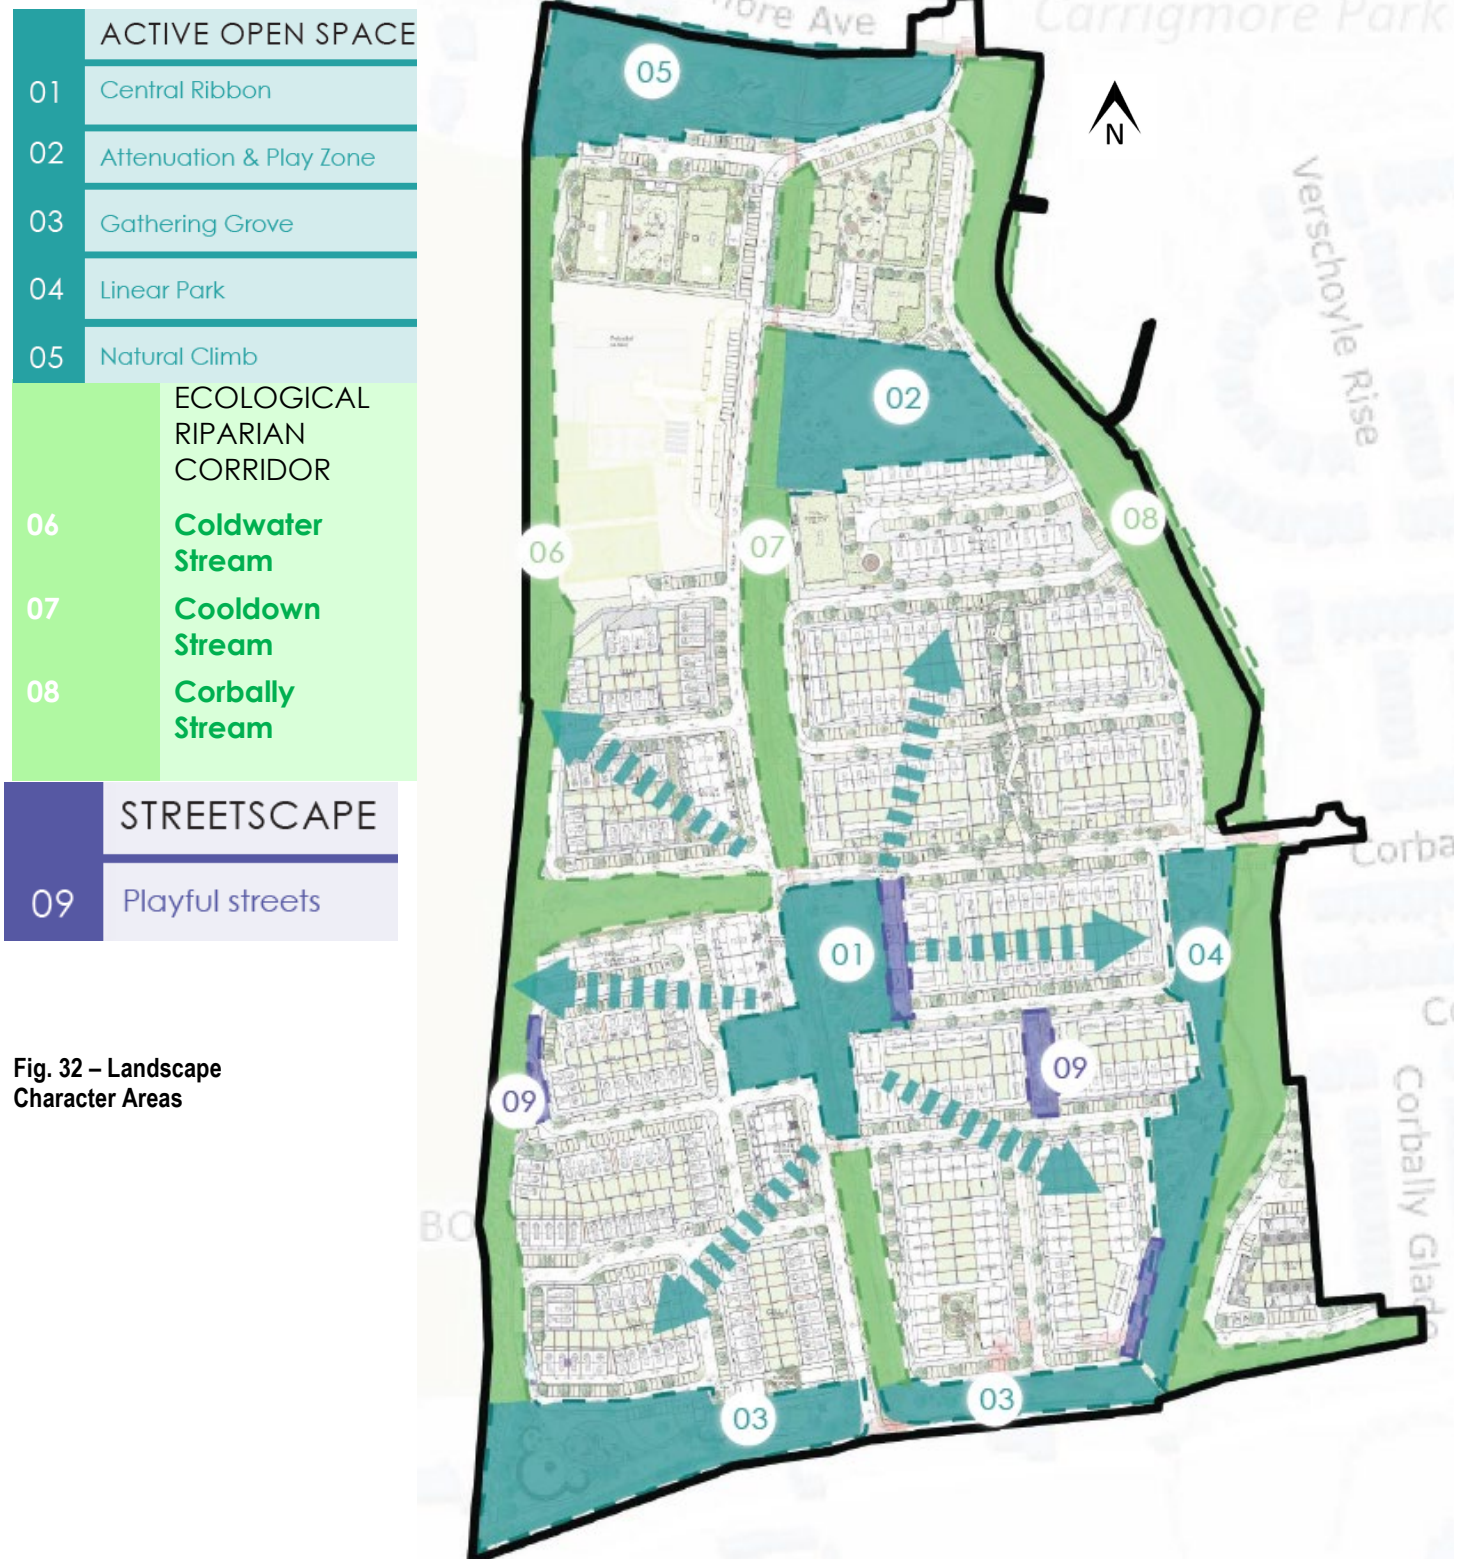 ACTIVE OPEN SPACE
01 Central Ribbon
02 Attenuation & Play Zone
03 Gathering Grove
04 Linear Park
05 Natural Climb
ECOLOGICAL
RIPARIAN
CORRIDOR
06 Coldwater
Stream
07 Cooldown
Stream
08 Corbally
Stream
STREETSCAPE
09 Playful streets
Fig. 32 – Landscape
Character Areas
more Ave
Carrigmore Park
05
N
Verschoyle Rise
02
08
06
07
Corba
01
04
09
09
Corbally Glade
BO
03
03